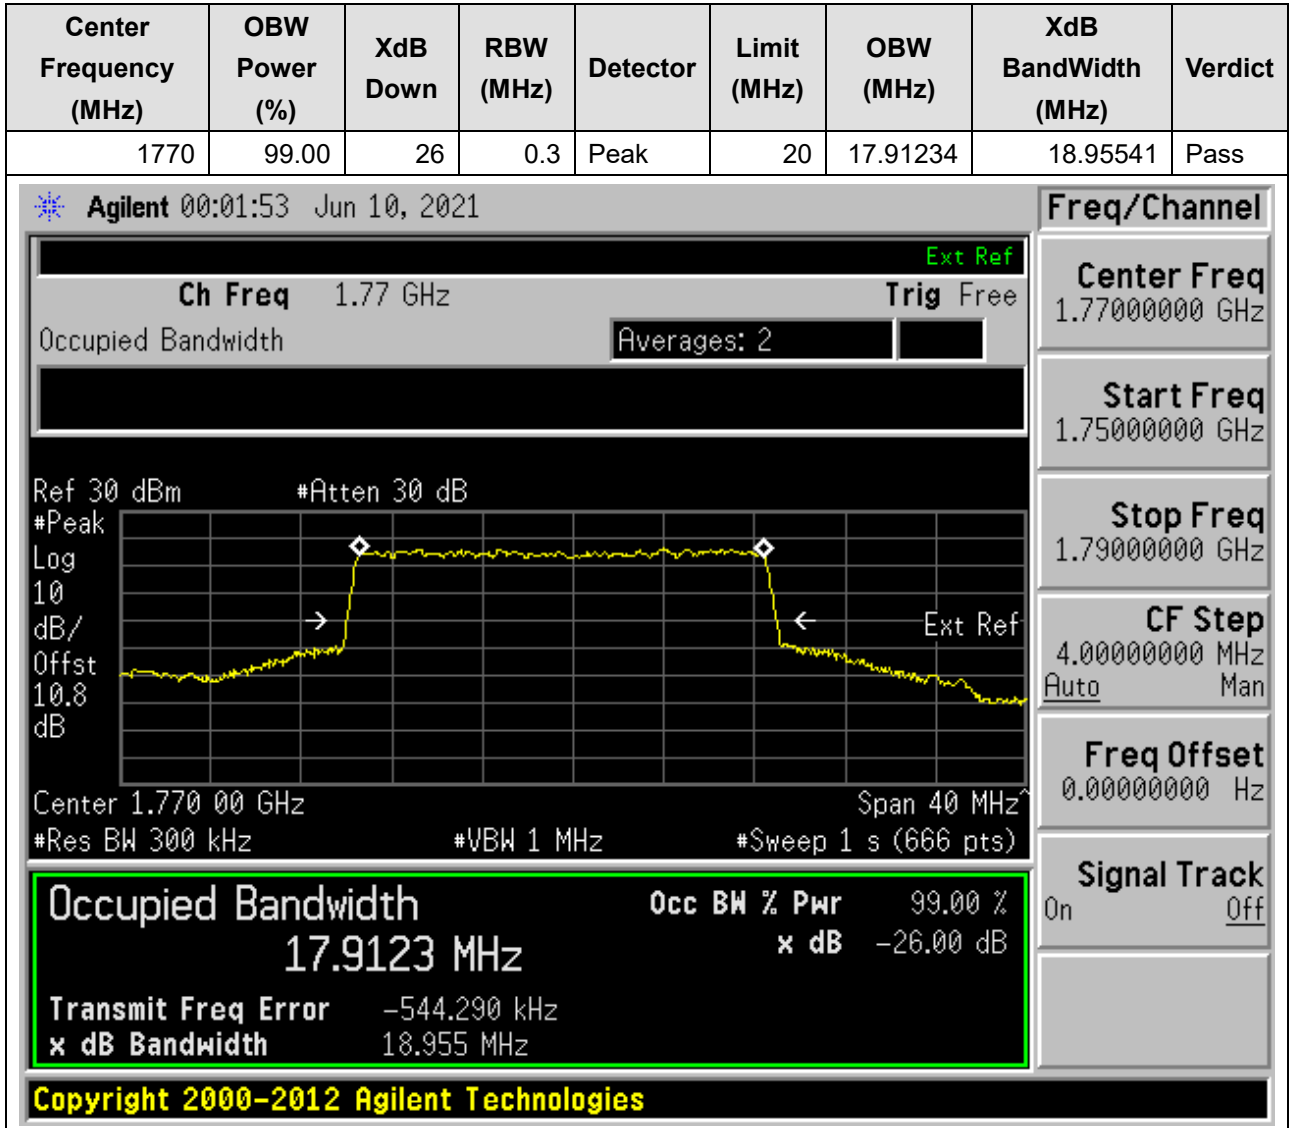 Center Frequency (MHz) OBW Power (%) XdB Down RBW (MHz) Detector Limit (MHz) OBW (MHz) XdB BandWidth (MHz) Verdict
1770 99.00 26 0.3 Peak 20 17.91234 18.95541 Pass
Agilent 00:01:53 Jun 10, 2021
Ext Ref
Ch Freq 1.77 GHz Trig Free
Occupied Bandwidth Averages: 2
Ref 30 dBm #Atten 30 dB
#Peak
Log
10
dB/
Offst
10.8
dB
Ext Ref
Center 1.770 00 GHz Span 40 MHz^
#Res BW 300 kHz #VBW 1 MHz #Sweep 1 s (666 pts)
Occupied Bandwidth Occ BW % Pwr 99.00 %
17.9123 MHz x dB -26.00 dB
Transmit Freq Error -544.290 kHz
x dB Bandwidth 18.955 MHz
Copyright 2000-2012 Agilent Technologies
Freq/Channel
Center Freq
1.77000000 GHz
Start Freq
1.75000000 GHz
Stop Freq
1.79000000 GHz
CF Step
4.00000000 MHz
Auto Man
Freq Offset
0.00000000 Hz
Signal Track
On Off